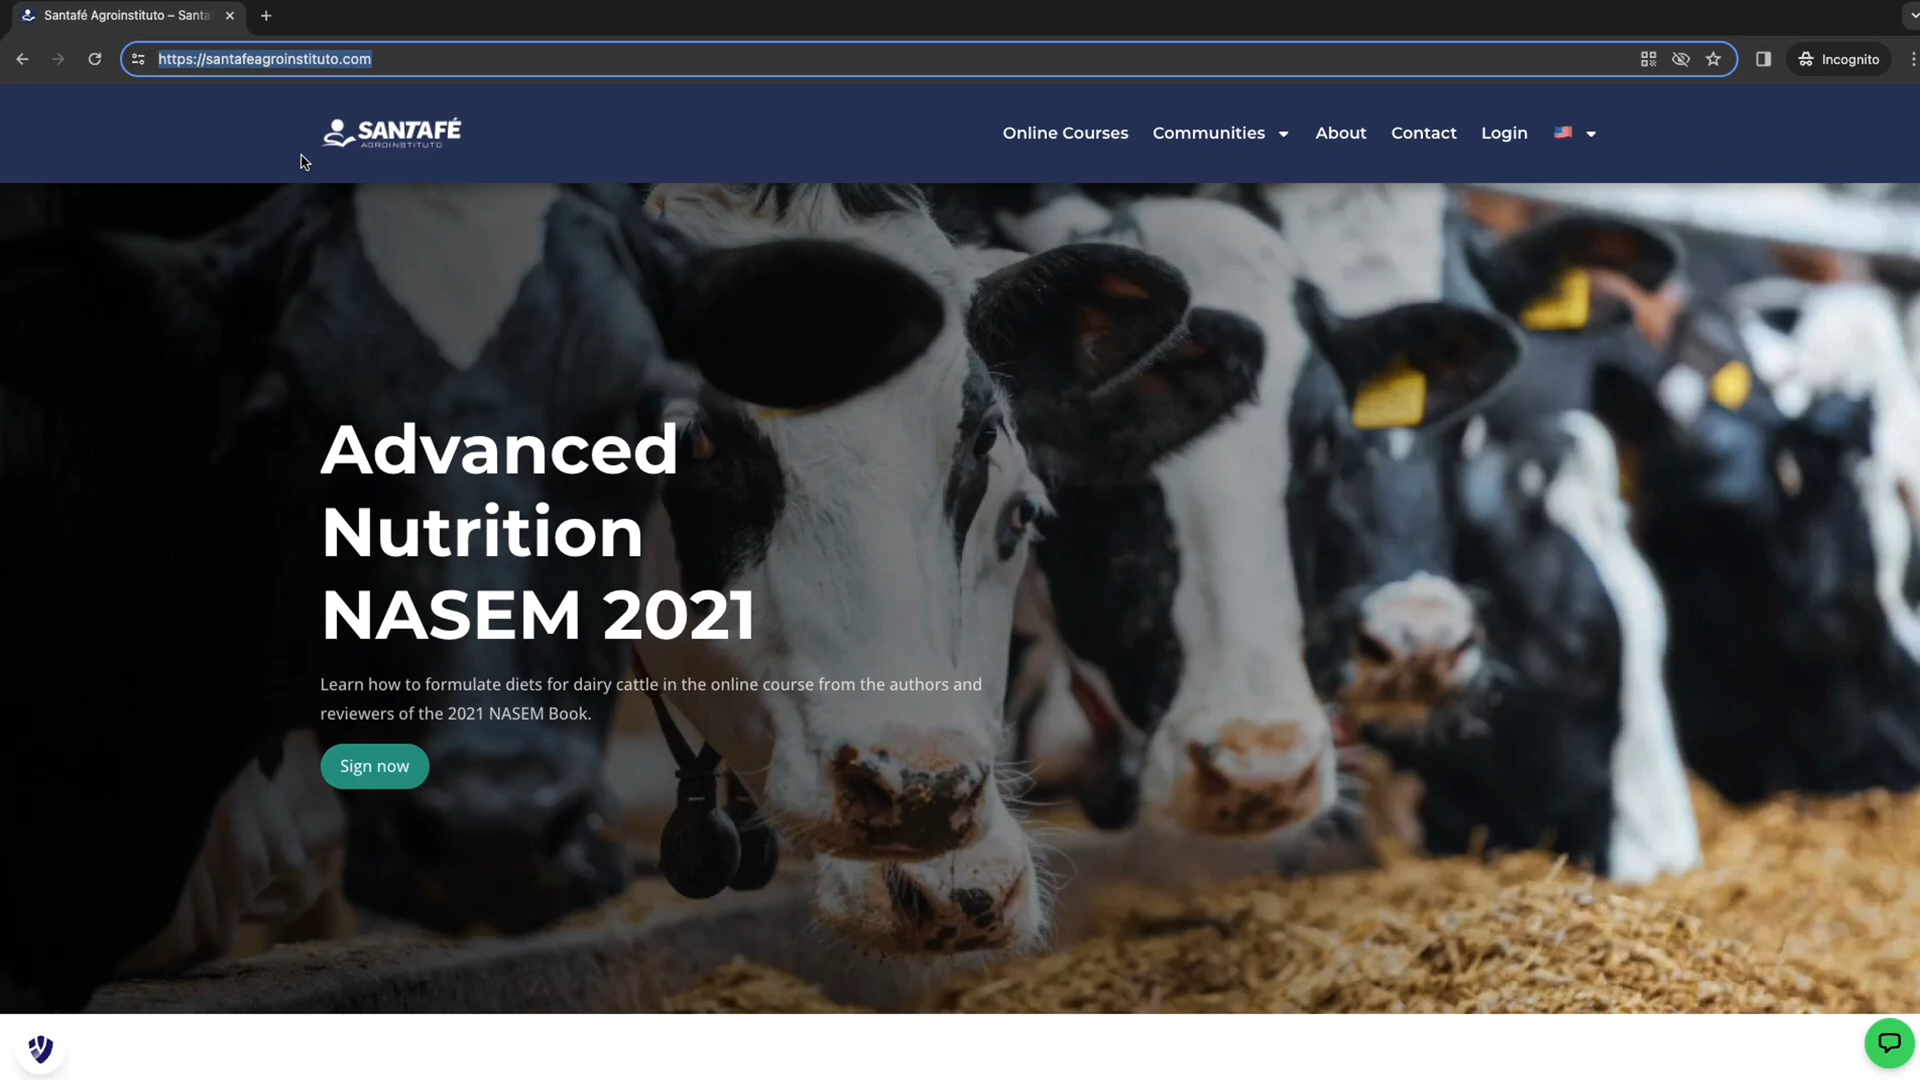 Santafé Agroinstituto – Santa
https://santafeagroinstituto.com
Incognito
SANTAFÉ
AGROINSTITUTO
Online Courses
Communities
About
Contact
Login
Advanced
Nutrition
NASEM 2021
Learn how to formulate diets for dairy cattle in the online course from the authors and
reviewers of the 2021 NASEM Book.
Sign now